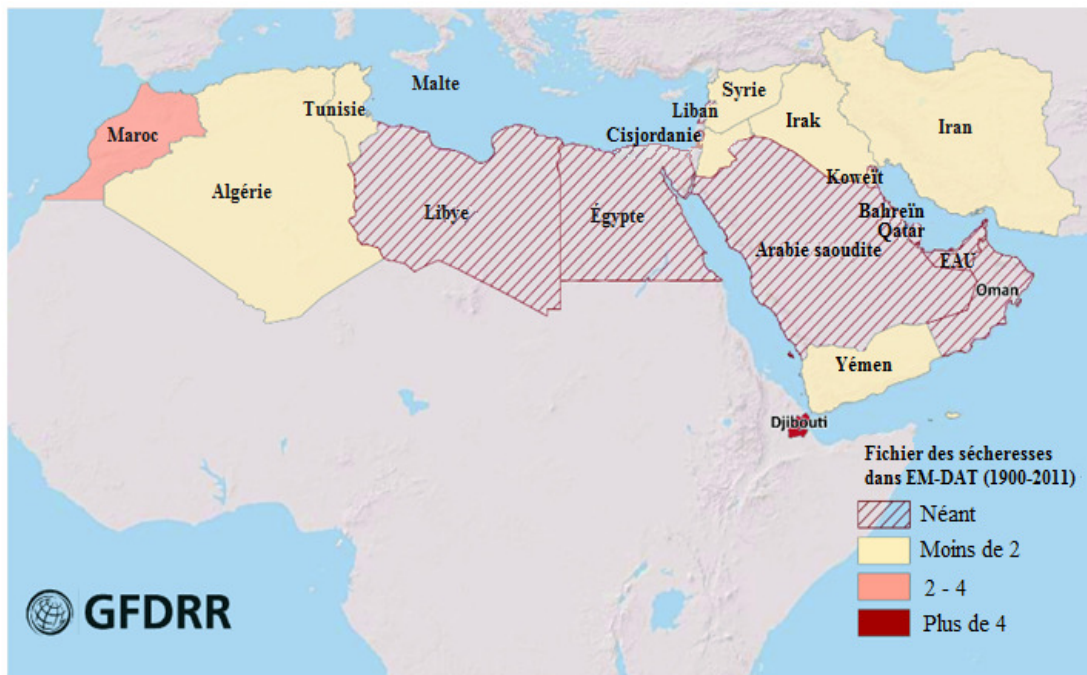 Malte
Tunisie
Maroc
Syrie
Liban
Cisjordanie
Irak
Iran
Algérie
Koweït
Libye
Égypte
Bahreïn
Qatar
Arabie saoudite
EAU
Oman
Yémen
Djibouti
Fichier des sécheresses
dans EM-DAT (1900-2011)
Néant
Moins de 2
2 - 4
Plus de 4
GFDRR